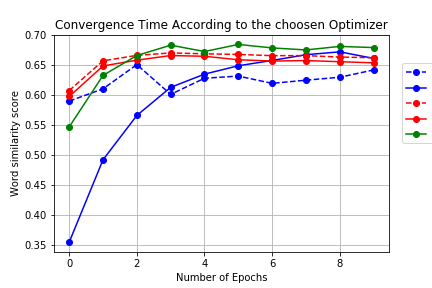 Convergence Time According to the choosen Optimizer
0.70
0.65
0.60
0.55
0.50
0.45
0.40
0.35
Word similarity score
0 2 4 6 8
Number of Epochs